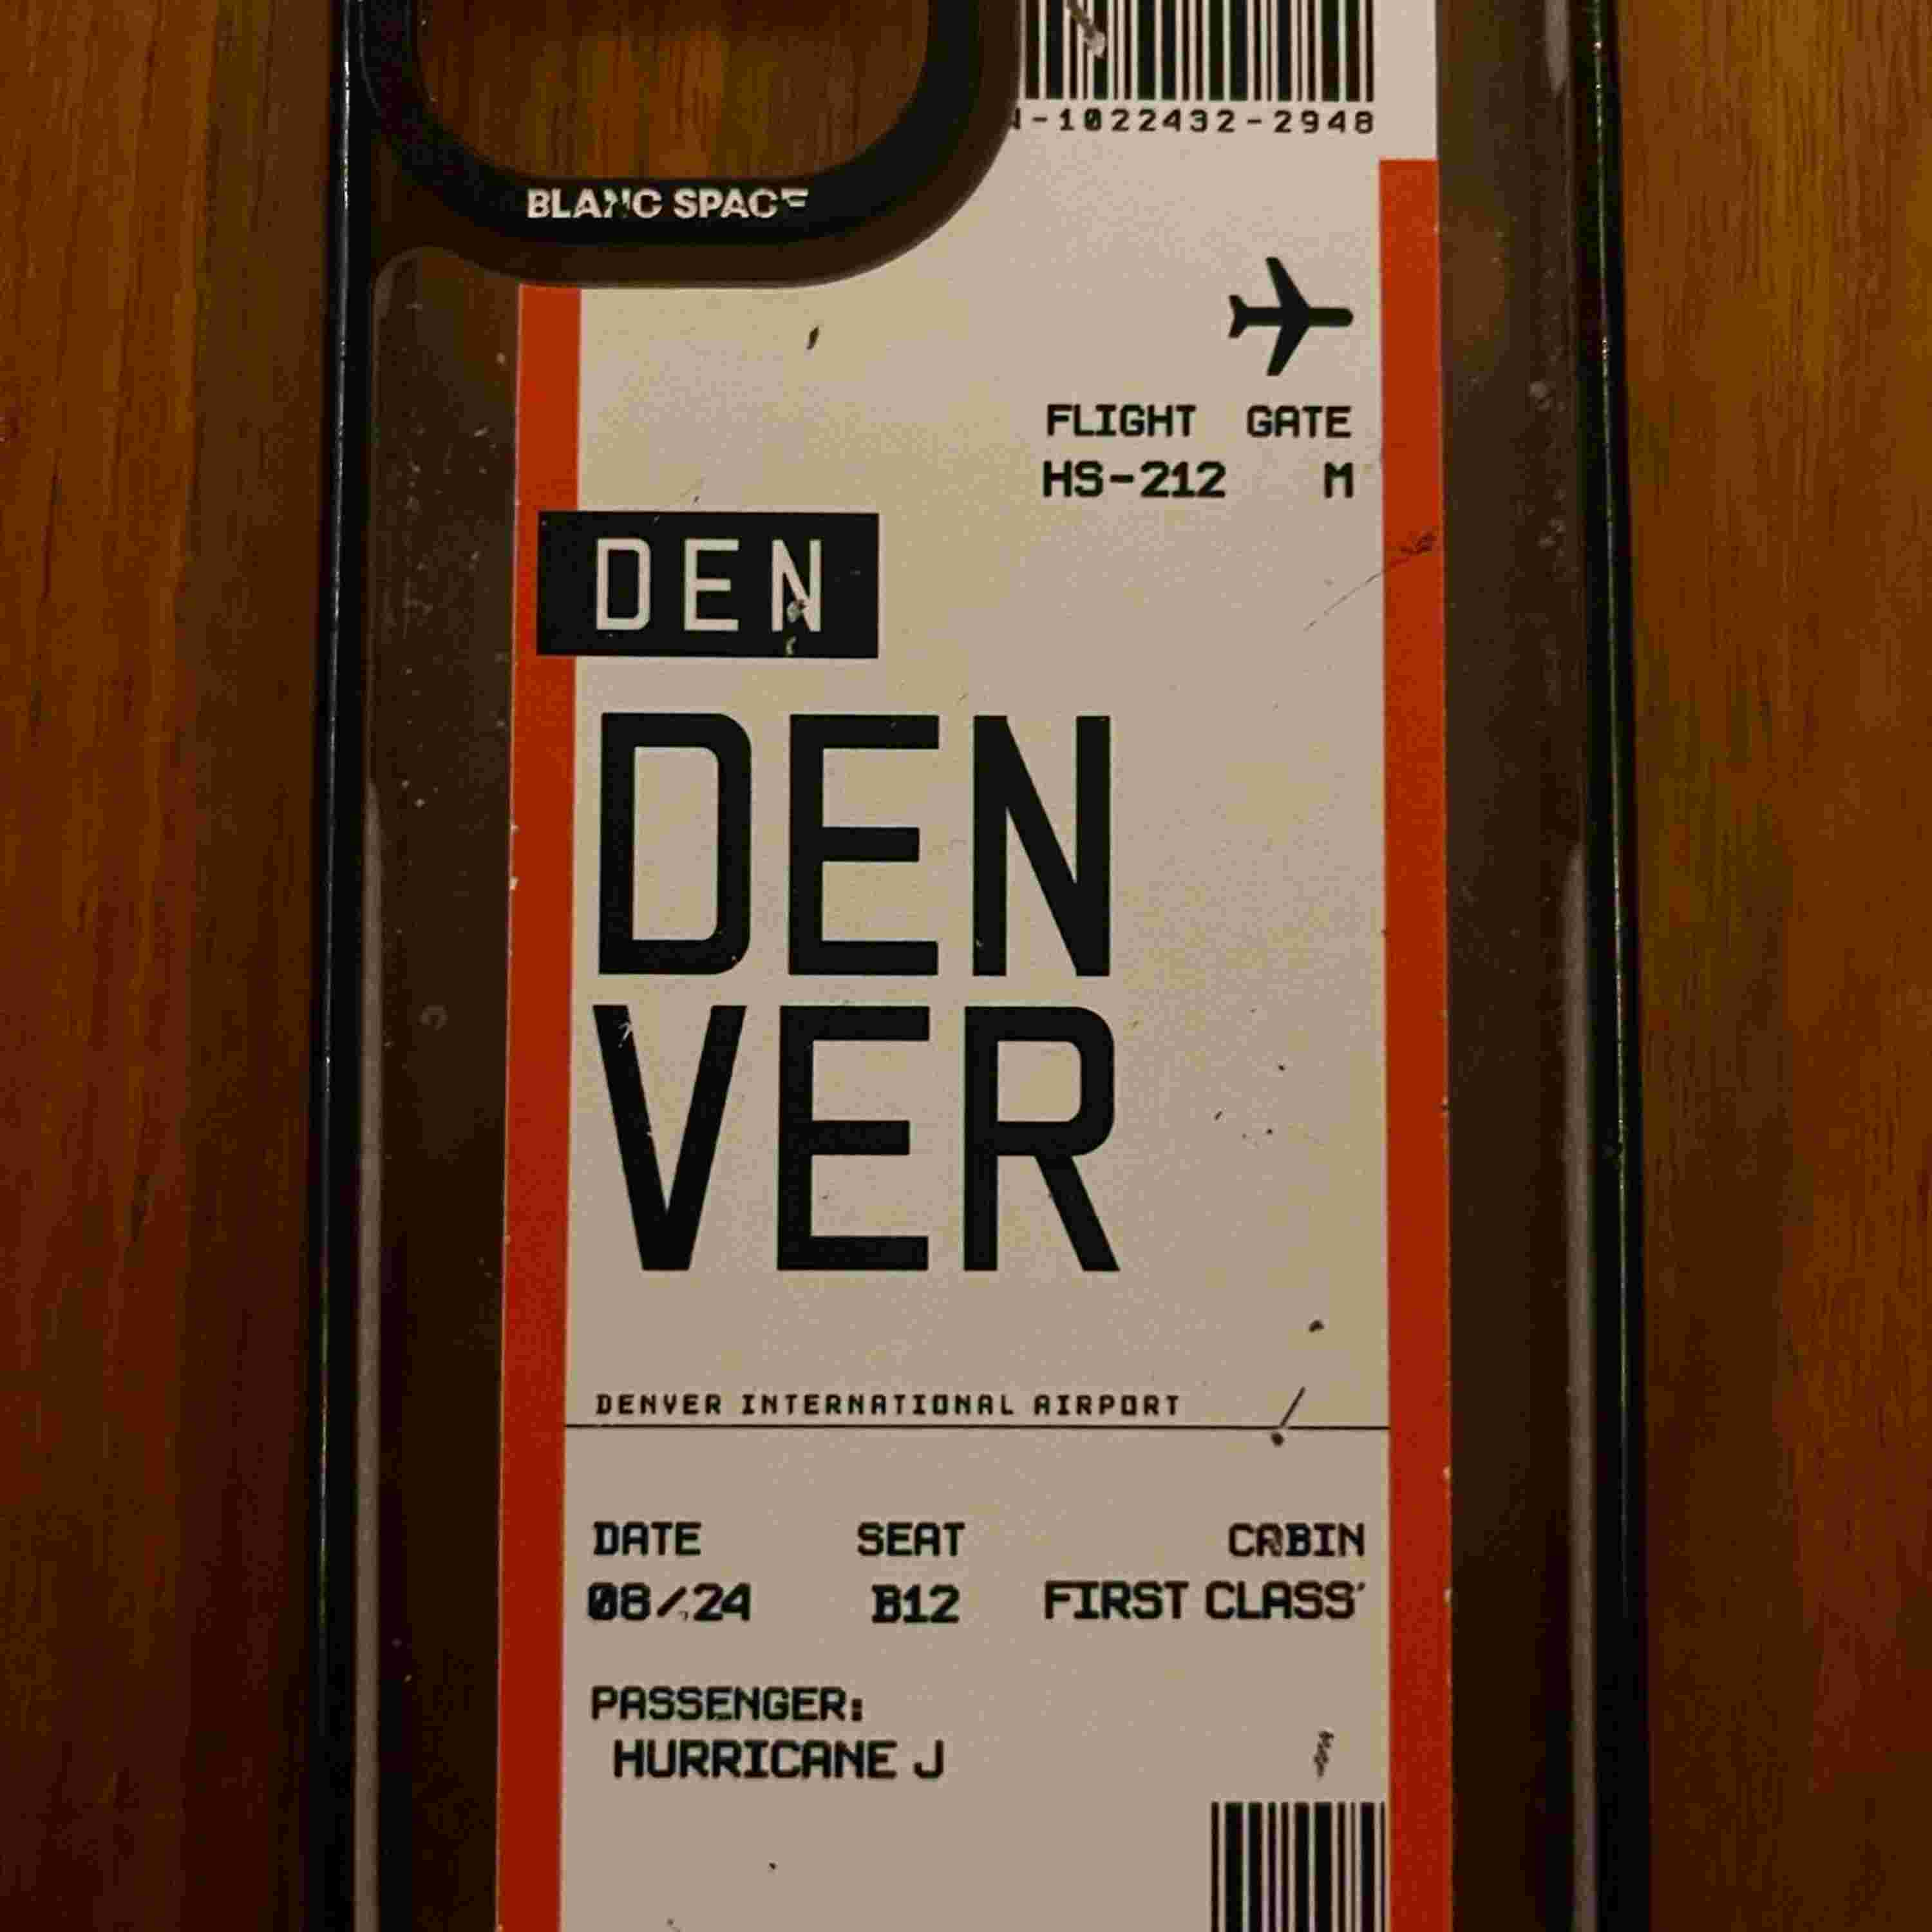 -1022432-2948
BLANC SPACE
FLIGHT GATE
HS-212 M
DEN
DEN
VER
DENVER INTERNATIONAL AIRPORT
DATE SEAT CABIN
08/24 B12 FIRST CLASS
PASSENGER:
HURRICANE J